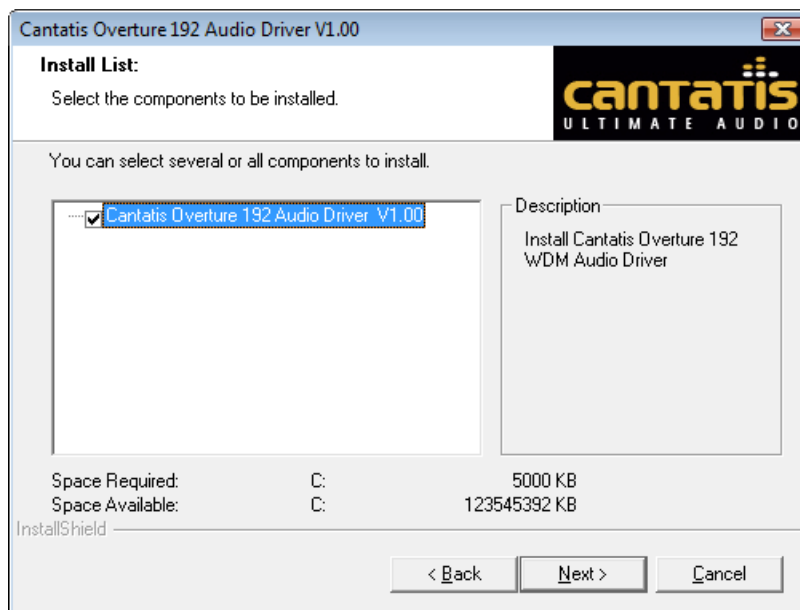 Cantatis Overture 192 Audio Driver V1.00
Install List:
Select the components to be installed.
cantatis
ULTIMATE AUDIO
You can select several or all components to install.
Cantatis Overture 192 Audio Driver  V1.00
Description
Install Cantatis Overture 192
WDM Audio Driver
Space Required: C: 5000 KB
Space Available: C: 123545392 KB
InstallShield
< Back Next > Cancel